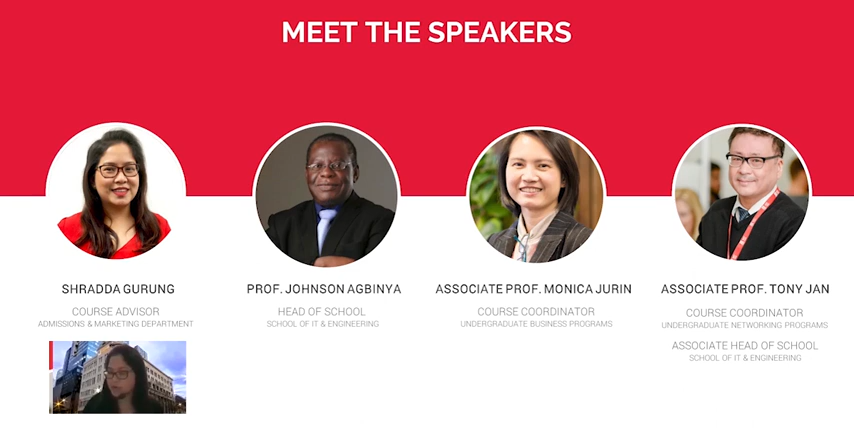 MEET THE SPEAKERS
SHRADDA GURUNG
COURSE ADVISOR
ADMISSIONS & MARKETING DEPARTMENT
PROF. JOHNSON AGBINYA
HEAD OF SCHOOL
SCHOOL OF IT & ENGINEERING
ASSOCIATE PROF. MONICA JURIN
COURSE COORDINATOR
UNDERGRADUATE BUSINESS PROGRAMS
ASSOCIATE PROF. TONY JAN
COURSE COORDINATOR
UNDERGRADUATE NETWORKING PROGRAMS
ASSOCIATE HEAD OF SCHOOL
SCHOOL OF IT & ENGINEERING